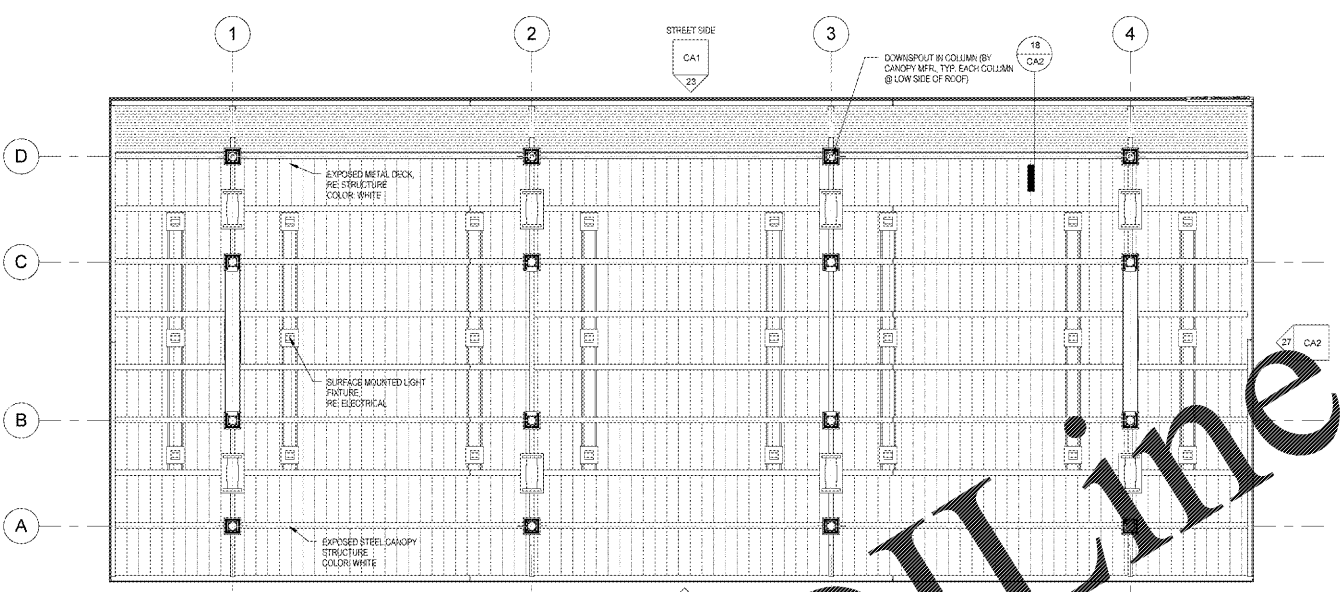 1
2
3
4
STREET SIDE
CA1
23
DOWNSPOUT IN COLUMN (BY
CANOPY MFR., TYP. EACH COLUMN
@ LOW SIDE OF ROOF)
18
CA2
D
EXPOSED METAL DECK,
RE: STRUCTURE
COLOR: WHITE
C
27
CA2
SURFACE MOUNTED LIGHT
FIXTURE,
RE: ELECTRICAL
B
A
EXPOSED STEEL CANOPY
STRUCTURE
COLOR: WHITE